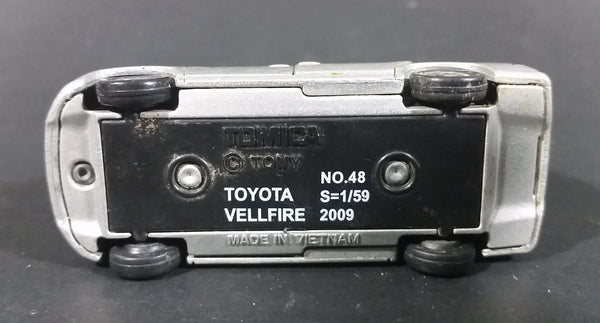 TOMICA
© TOMY
NO.48
TOYOTA S=1/59
VELLFIRE 2009
MADE IN VIETNAM